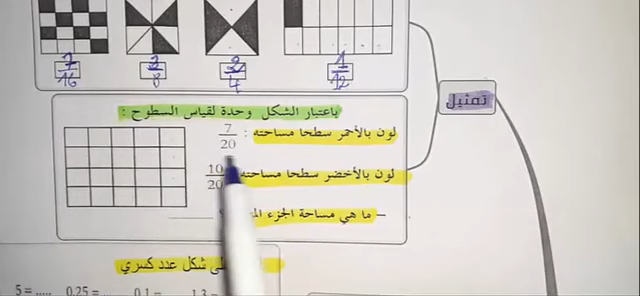 7/16
3/8
2/4
1/12
تمثيل
باعتبار الشكل وحدة لقياس السطوح :
لون بالأحمر سطحا مساحته : 7/20
لون بالأخضر سطحا مساحته 10/20
– ما هي مساحة الجزء
شكل عدد كسري
5 = ..... 0,25 = ... 0,1 = 1,3 =